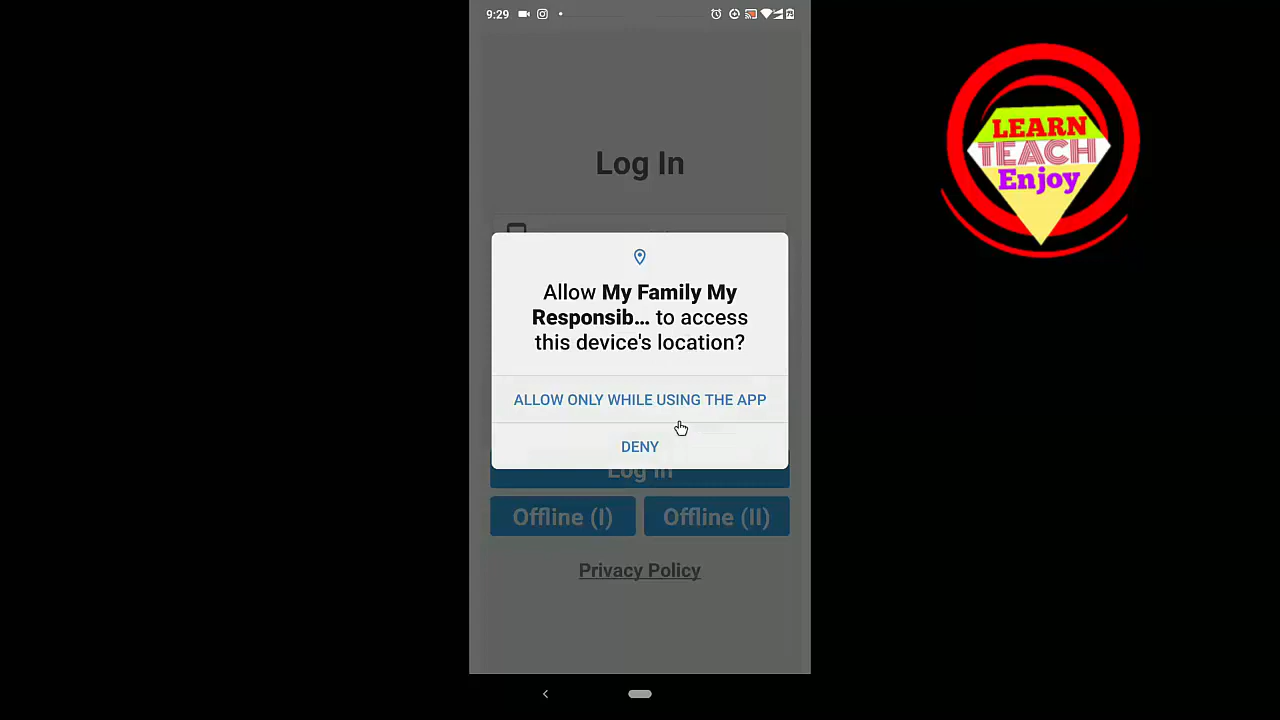 9:29
LEARN
TEACH
Enjoy
Log In
Allow My Family My
Responsib... to access
this device's location?
ALLOW ONLY WHILE USING THE APP
DENY
Log In
Offline (I)
Offline (II)
Privacy Policy